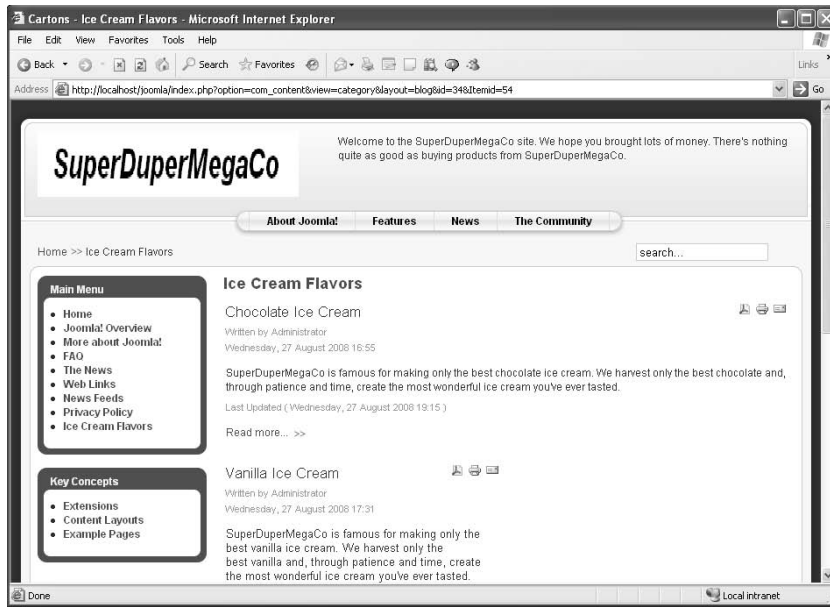 Cartons - Ice Cream Flavors - Microsoft Internet Explorer
File Edit View Favorites Tools Help
Back Search Favorites Links
Address http://localhost/joomla/index.php?option=com_content&view=category&layout=blog&id=34&Itemid=54 Go
SuperDuperMegaCo
Welcome to the SuperDuperMegaCo site. We hope you brought lots of money. There's nothing
quite as good as buying products from SuperDuperMegaCo.
About Joomla! Features News The Community
Home >> Ice Cream Flavors
search...
Main Menu
Home
Joomla! Overview
More about Joomla!
FAQ
The News
Web Links
News Feeds
Privacy Policy
Ice Cream Flavors
Key Concepts
Extensions
Content Layouts
Example Pages
Ice Cream Flavors
Chocolate Ice Cream
Written by Administrator
Wednesday, 27 August 2008 16:55
SuperDuperMegaCo is famous for making only the best chocolate ice cream. We harvest only the best chocolate and,
through patience and time, create the most wonderful ice cream you've ever tasted.
Last Updated ( Wednesday, 27 August 2008 19:15 )
Read more... >>
Vanilla Ice Cream
Written by Administrator
Wednesday, 27 August 2008 17:31
SuperDuperMegaCo is famous for making only the
best vanilla ice cream. We harvest only the
best vanilla and, through patience and time, create
the most wonderful ice cream you've ever tasted.
Done
Local intranet